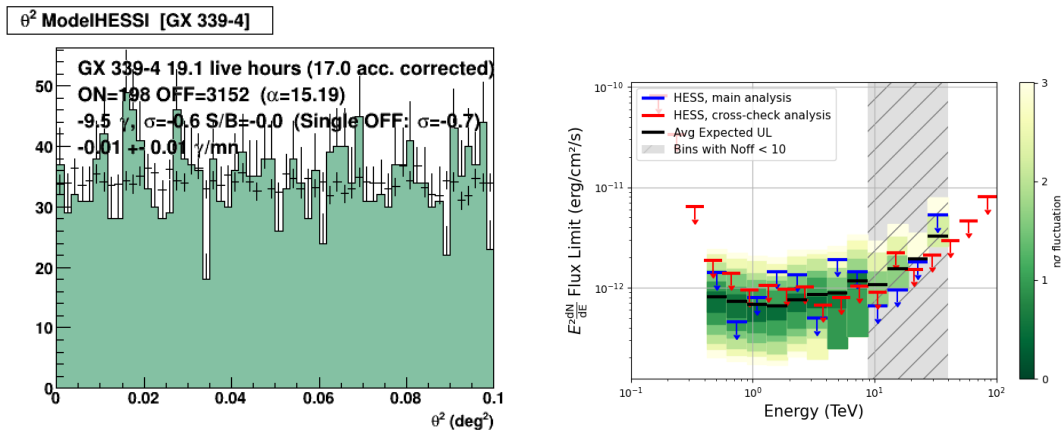 θ² ModelHESSI [GX 339-4]
GX 339-4 19.1 live hours (17.0 acc. corrected)
ON=198 OFF=3152 (α=15.19)
-9.5 γ, σ=-0.6 S/B=-0.0 (Single OFF: σ=-0.7)
-0.01 +- 0.01 γ/mn
50
40
30
20
10
0
0 0.02 0.04 0.06 0.08 0.1
θ² (deg²)
HESS, main analysis
HESS, cross-check analysis
Avg Expected UL
Bins with Noff < 10
E² dN/dE Flux Limit (erg/cm²/s)
10⁻¹⁰
10⁻¹¹
10⁻¹²
10⁻¹ 10⁰ 10¹ 10²
Energy (TeV)
3
2
1
0
nσ fluctuation